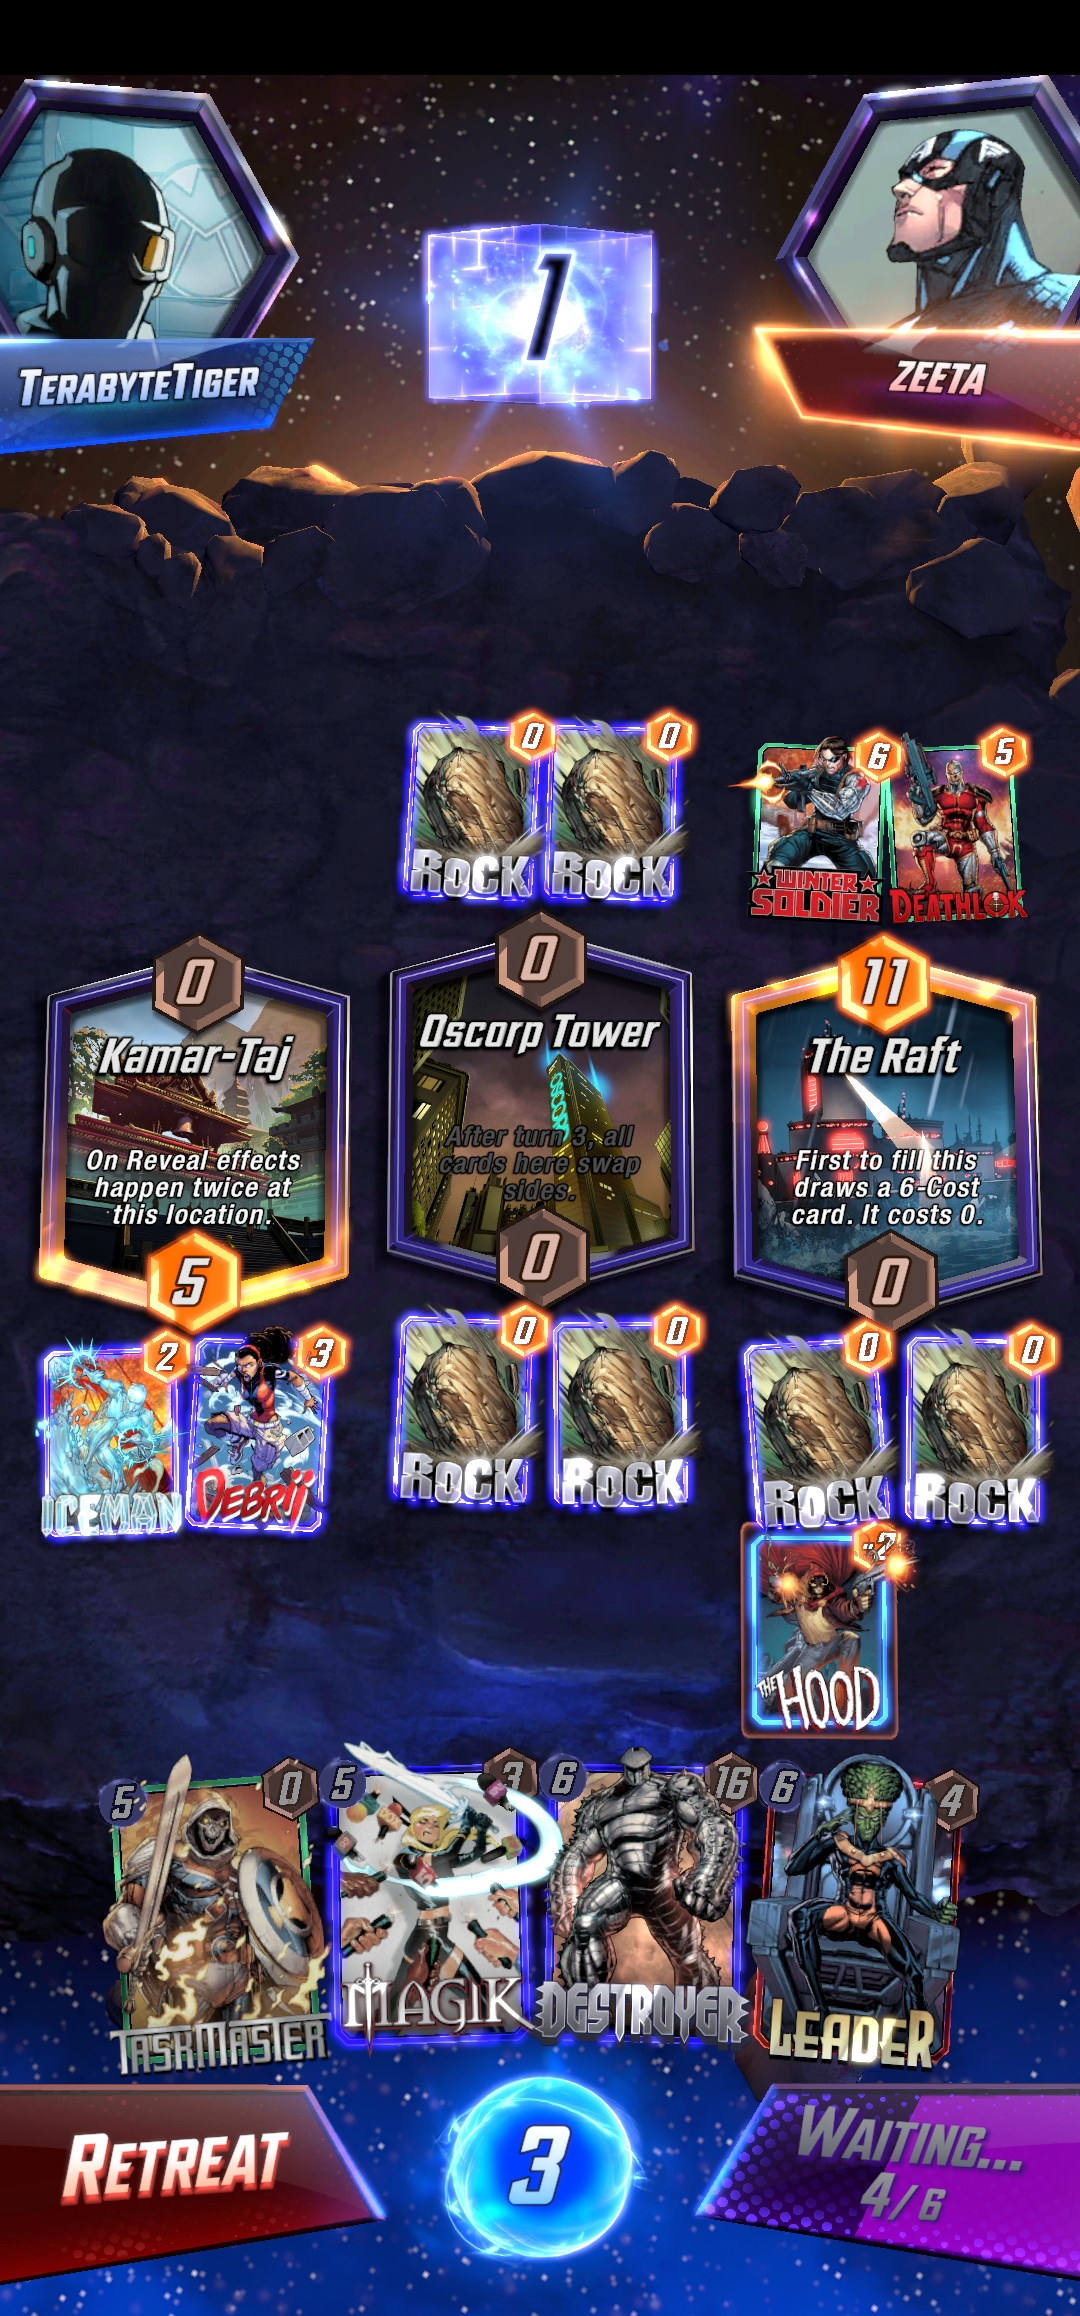 1
TERABYTETIGER
ZEETA
0
0
6
5
ROCK
ROCK
WINTER
SOLDIER
DEATHLOK
0
0
11
Kamar-Taj
Oscorp Tower
The Raft
OSCORP
On Reveal effects
happen twice at
this location.
After turn 3, all
cards here swap
sides.
First to fill this
draws a 6-Cost
card. It costs 0.
5
0
0
2
3
0
0
0
0
ICEMAN
DEBRII
ROCK
ROCK
ROCK
ROCK
-2
THE HOOD
5
0
5
3
6
16
6
4
TASKMASTER
MAGIK
DESTROYER
LEADER
RETREAT
3
WAITING...
4/6